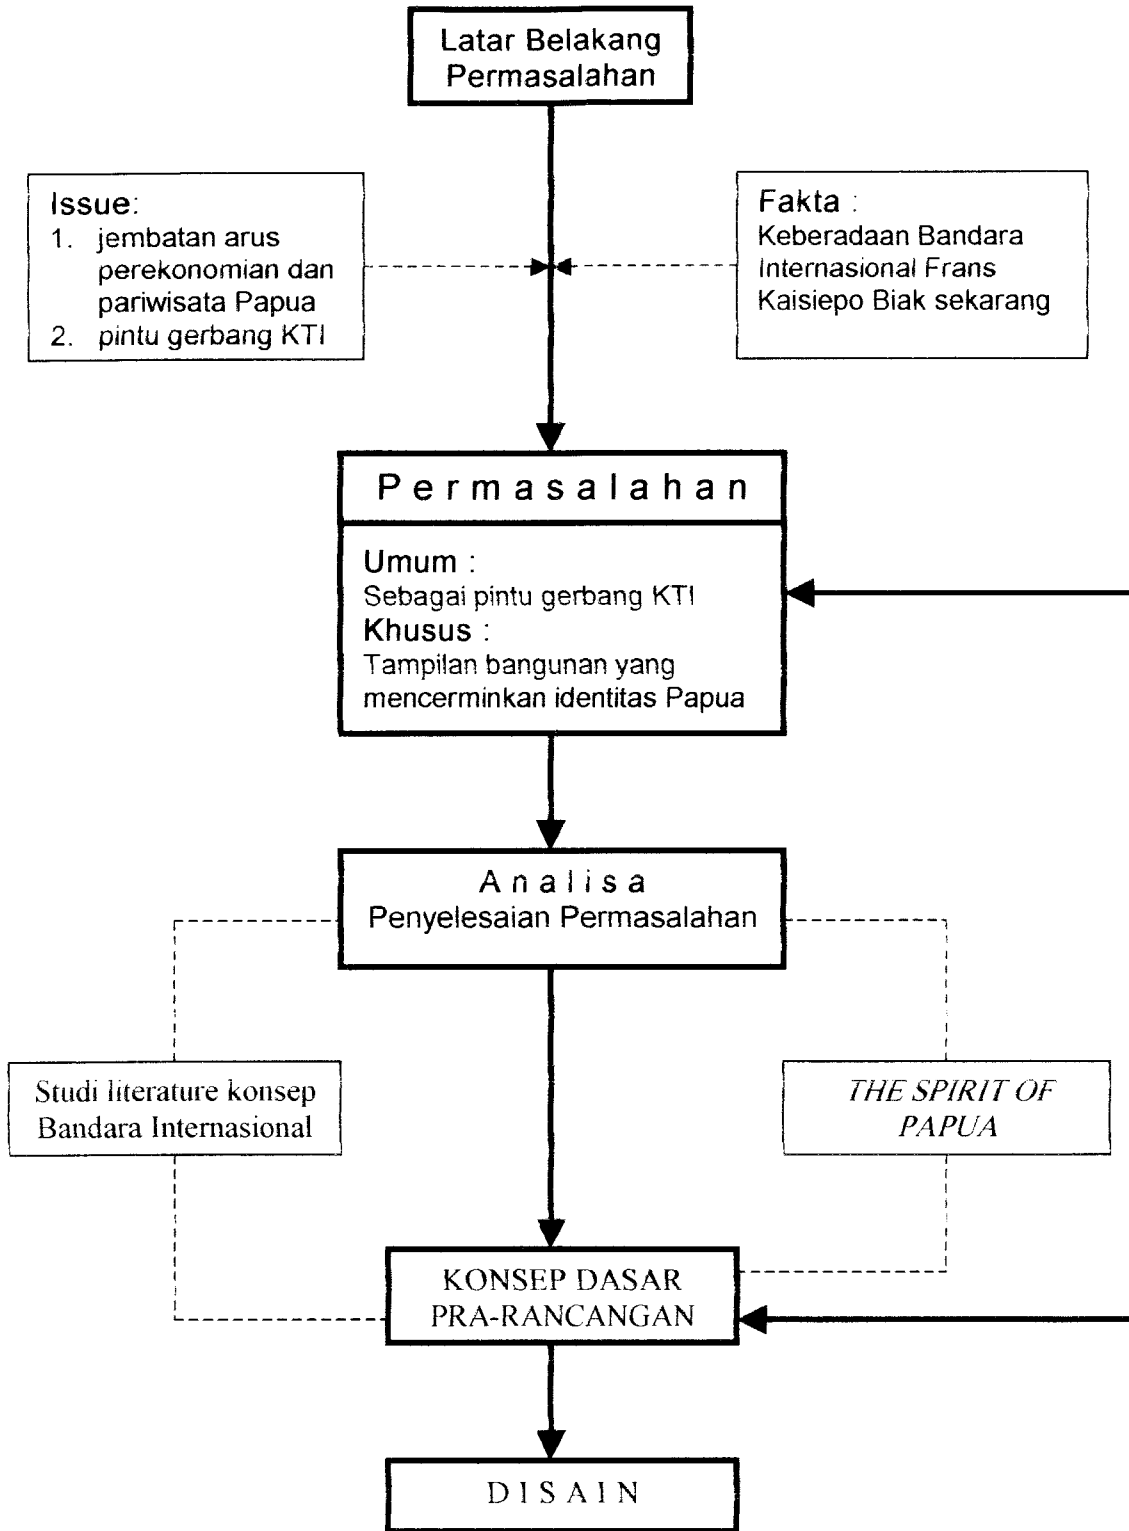 Latar Belakang
Permasalahan
Issue:
1. jembatan arus
perekonomian dan
pariwisata Papua
2. pintu gerbang KTI
Fakta :
Keberadaan Bandara
Internasional Frans
Kaisiepo Biak sekarang
Permasalahan
Umum :
Sebagai pintu gerbang KTI
Khusus :
Tampilan bangunan yang
mencerminkan identitas Papua
Analisa
Penyelesaian Permasalahan
Studi literature konsep
Bandara Internasional
THE SPIRIT OF
PAPUA
KONSEP DASAR
PRA-RANCANGAN
DISAIN